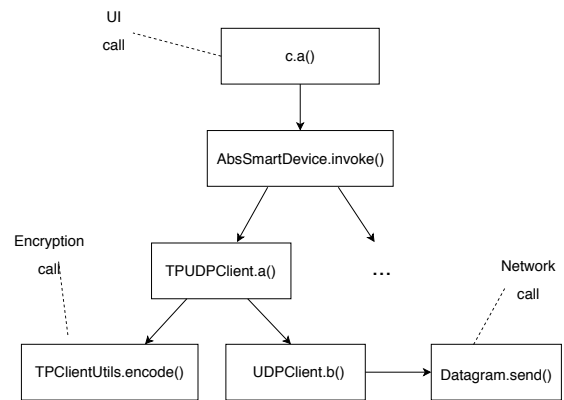 UI
call
c.a()
AbsSmartDevice.invoke()
Encryption
call
TPUDPClient.a()
...
Network
call
TPClientUtils.encode()
UDPClient.b()
Datagram.send()